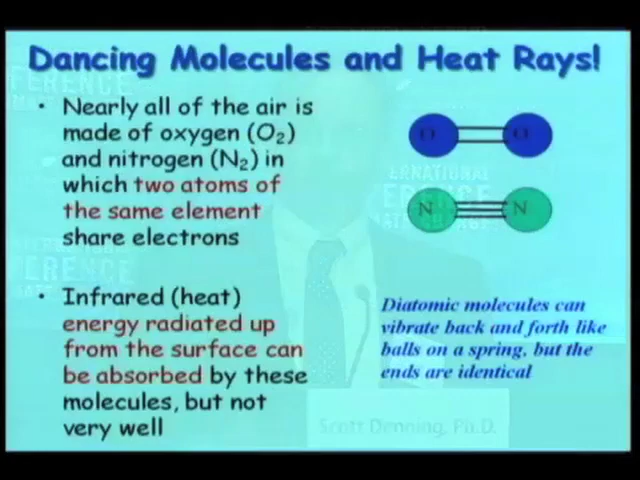 Dancing Molecules and Heat Rays!
• Nearly all of the air is
made of oxygen (O₂)
and nitrogen (N₂) in
which two atoms of
the same element
share electrons
O O
N N
• Infrared (heat)
energy radiated up
from the surface can
be absorbed by these
molecules, but not
very well
Diatomic molecules can
vibrate back and forth like
balls on a spring, but the
ends are identical
Scott Denning, Ph.D.